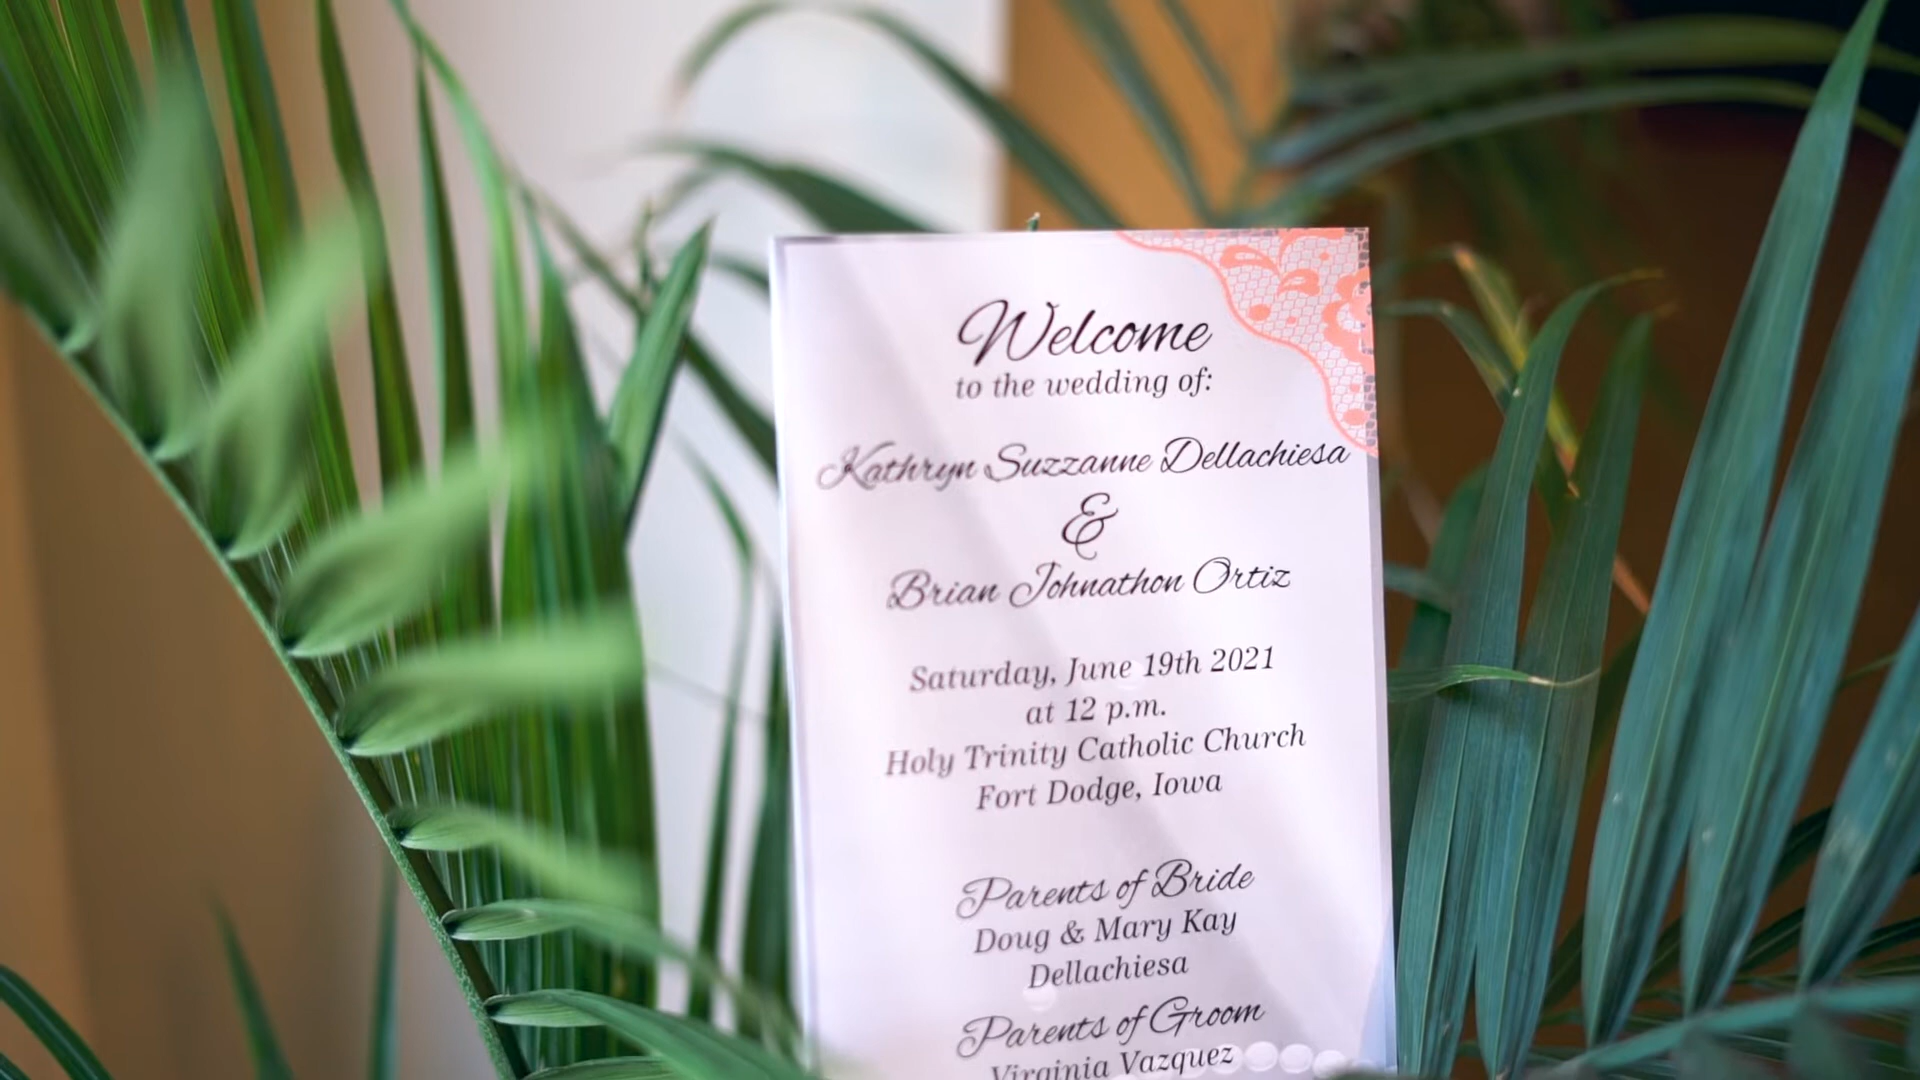 Welcome
to the wedding of:
Kathryn Suzzanne Dellachiesa
&
Brian Johnathon Ortiz
Saturday, June 19th 2021
at 12 p.m.
Holy Trinity Catholic Church
Fort Dodge, Iowa
Parents of Bride
Doug & Mary Kay
Dellachiesa
Parents of Groom
Virginia Vazquez